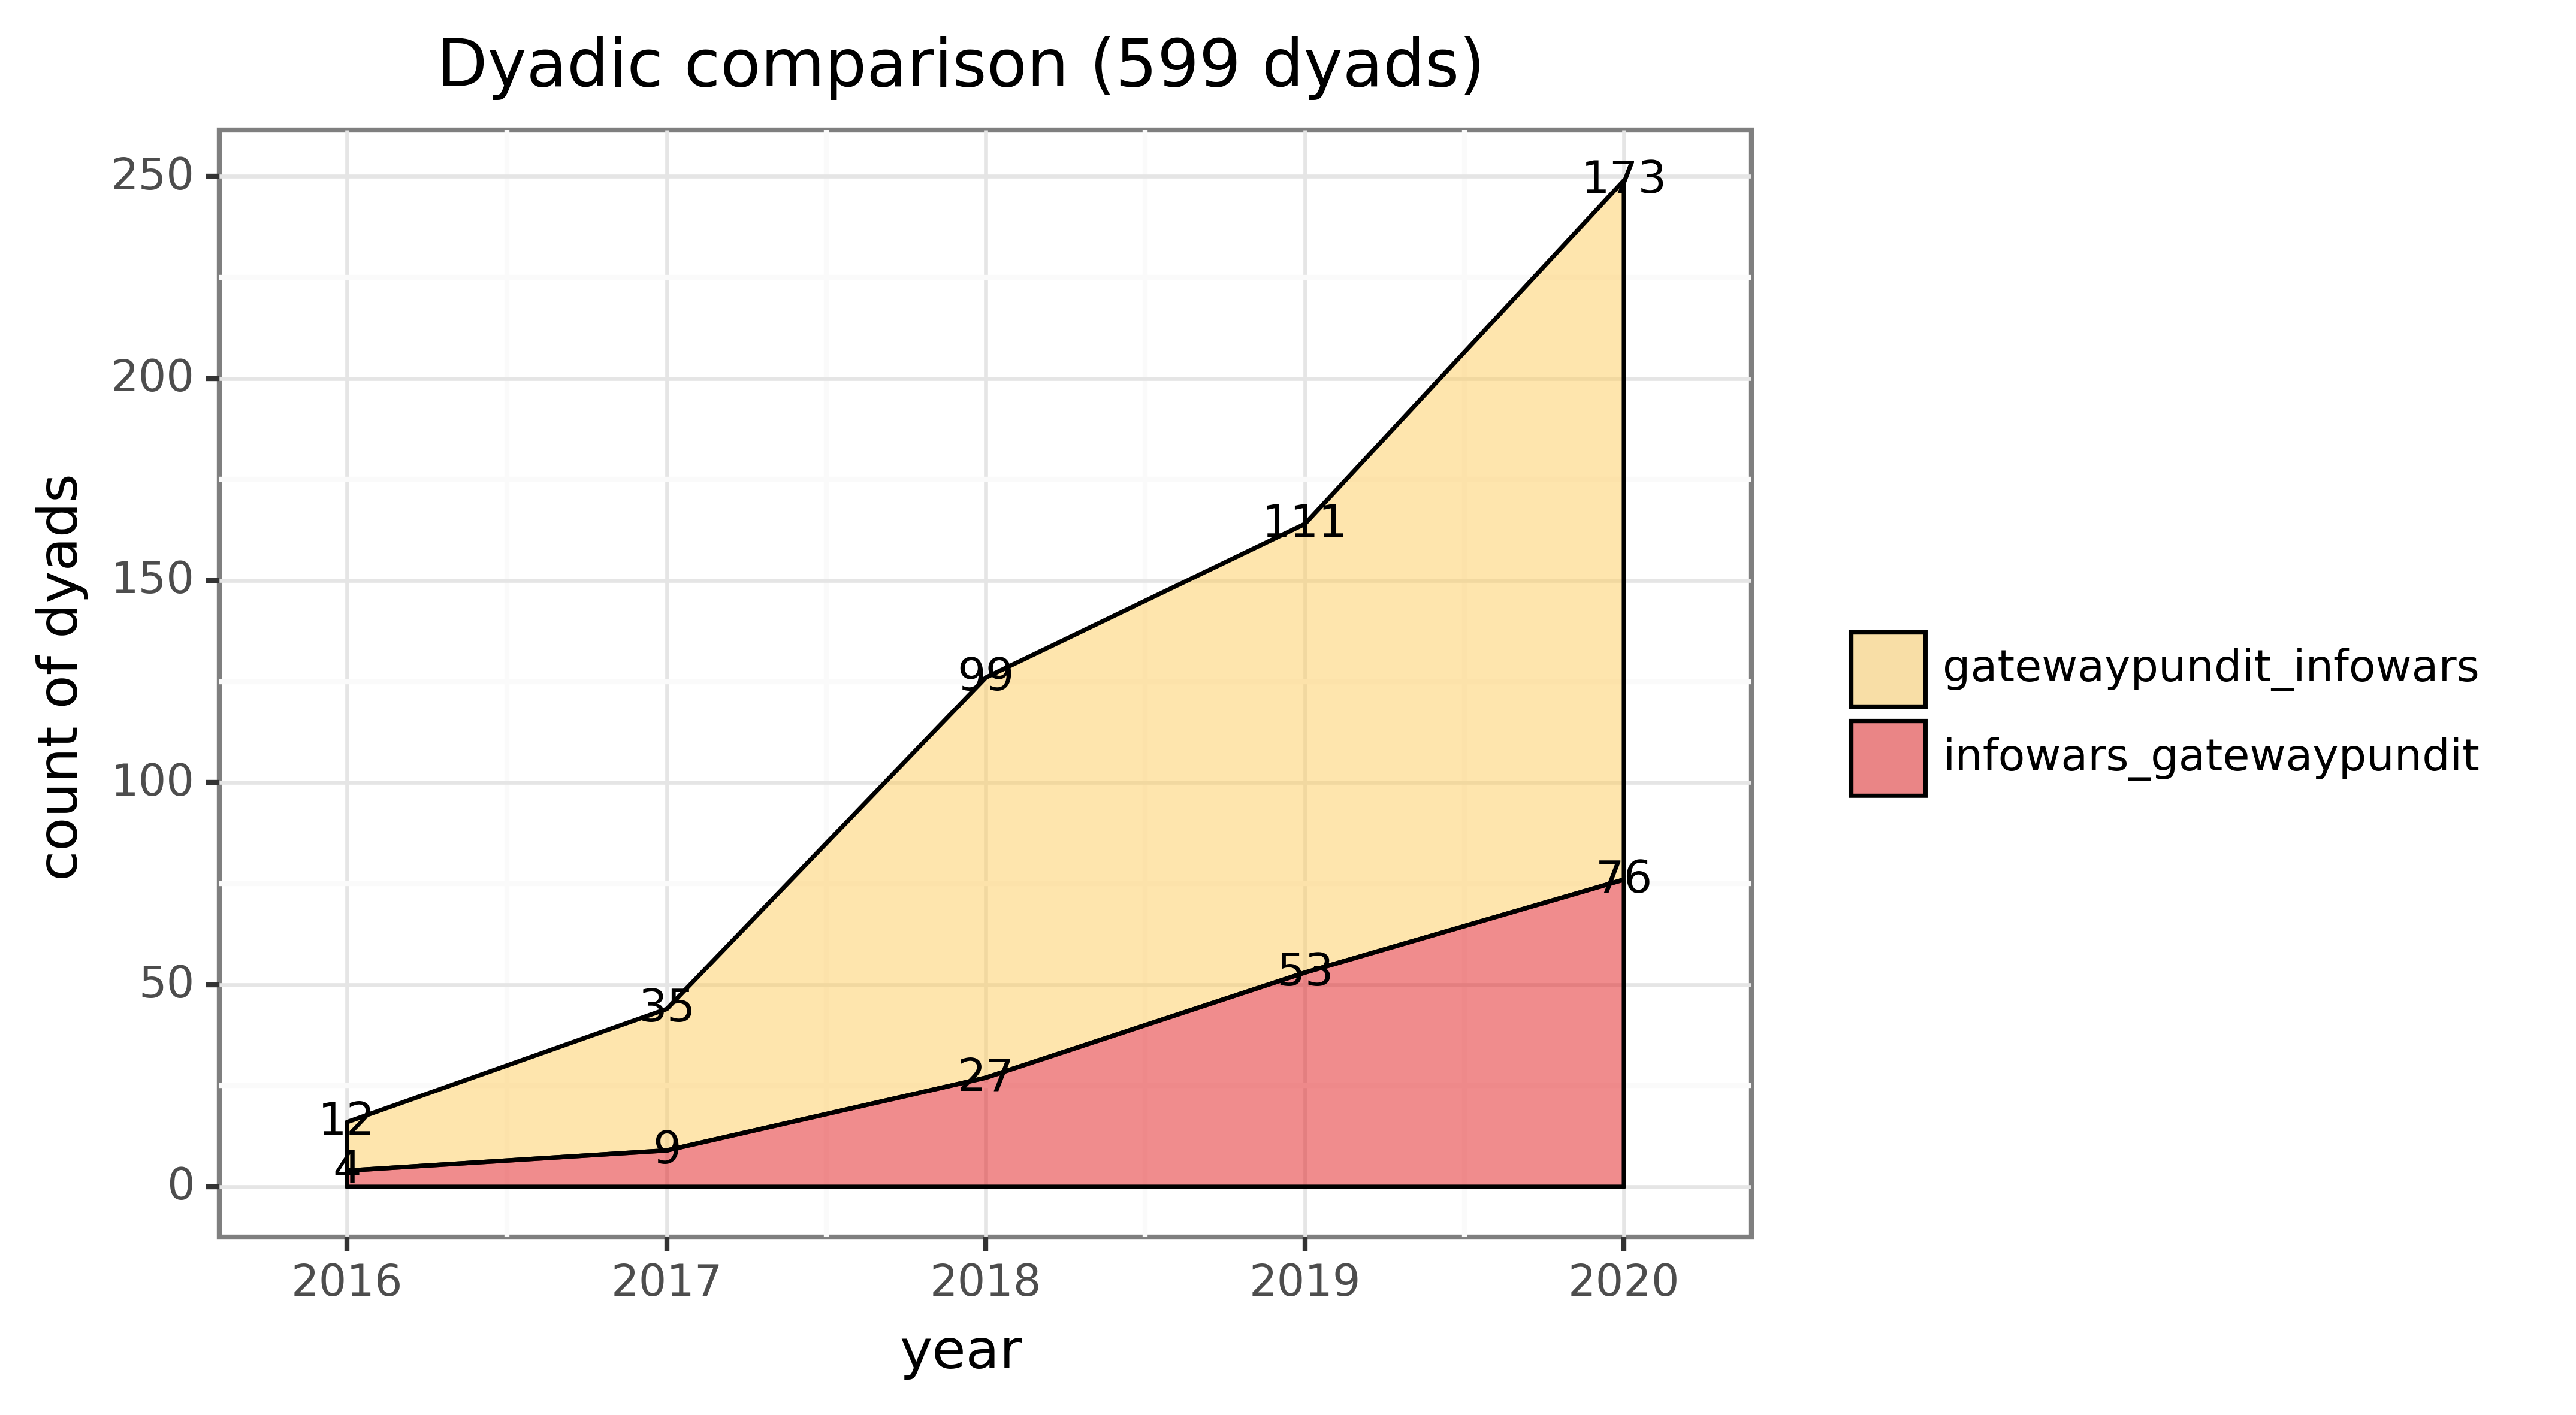 Dyadic comparison (599 dyads)
count of dyads
250
200
150
100
50
0
173
111
99
35
12
76
53
27
9
4
2016 2017 2018 2019 2020
year
gatewaypundit_infowars
infowars_gatewaypundit